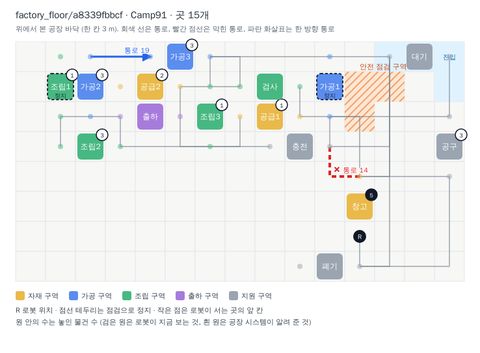 factory_floor/a8339fbbcf · Camp91 · 곳 15개
위에서 본 공장 바닥 (한 칸 3 m). 회색 선은 통로, 빨간 점선은 막힌 통로, 파란 화살표는 한 방향 통로
통로 19
가공3
3
대기
진입
안전 점검 구역
조립1
정지
1
가공2
3
공급2
2
검사
가공1
정지
1
출하
조립3
1
공급1
1
조립2
3
충전
공구
3
✕ 통로 14
창고
5
R
폐기
자재 구역
가공 구역
조립 구역
출하 구역
지원 구역
R 로봇 위치 · 점선 테두리는 점검으로 정지 · 작은 점은 로봇이 서는 곳의 앞 칸
원 안의 수는 놓인 물건 수 (검은 원은 로봇이 지금 보는 것, 흰 원은 공장 시스템이 알려 준 것)